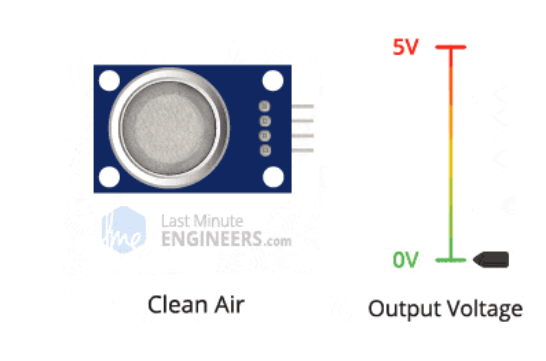 5V
Last Minute
ENGINEERS.com
0V
Clean Air
Output Voltage